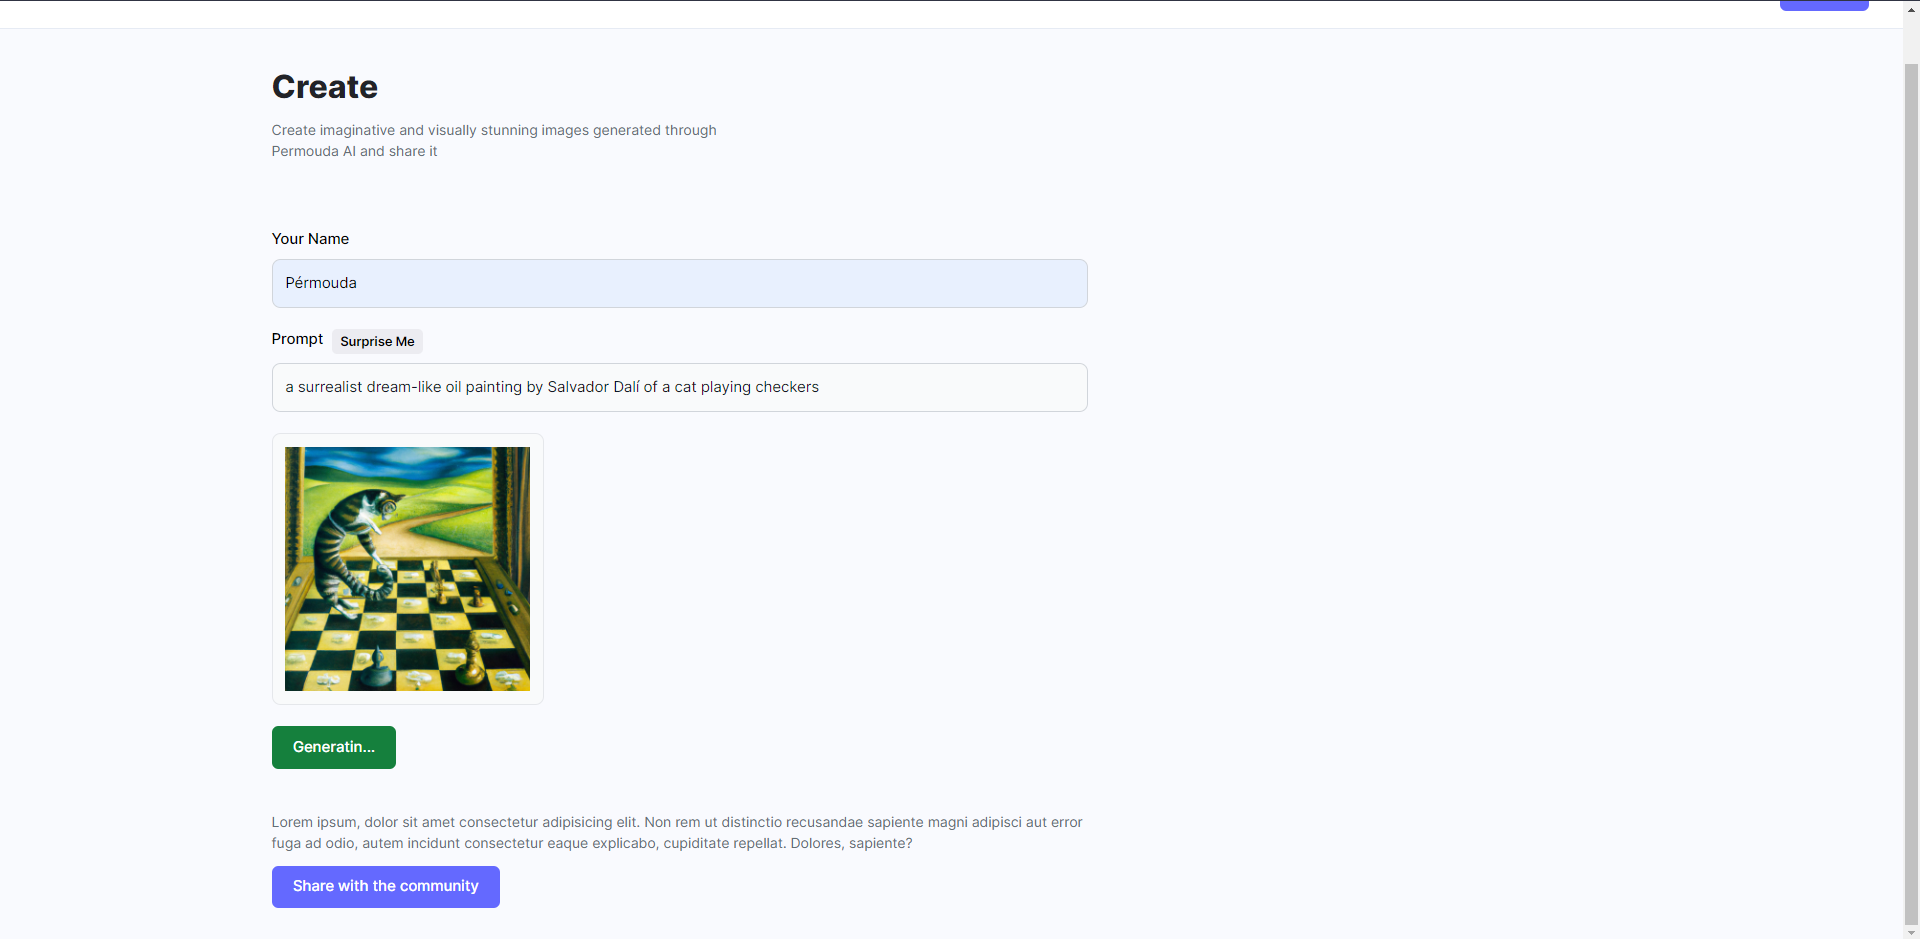 Create
Create imaginative and visually stunning images generated through
Permouda AI and share it
Your Name
Pérmouda
Prompt Surprise Me
a surrealist dream-like oil painting by Salvador Dalí of a cat playing checkers
Generatin...
Lorem ipsum, dolor sit amet consectetur adipisicing elit. Non rem ut distinctio recusandae sapiente magni adipisci aut error
fuga ad odio, autem incidunt consectetur eaque explicabo, cupiditate repellat. Dolores, sapiente?
Share with the community